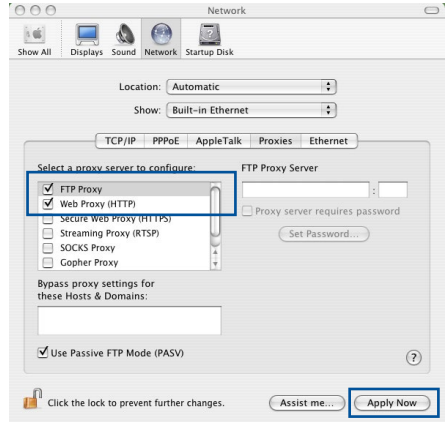 Network
Show All Displays Sound Network Startup Disk
Location: Automatic
Show: Built-in Ethernet
TCP/IP PPPoE AppleTalk Proxies Ethernet
Select a proxy server to configure: FTP Proxy Server
FTP Proxy :
Web Proxy (HTTP) Proxy server requires password
Secure Web Proxy (HTTPS)
Streaming Proxy (RTSP) Set Password...
SOCKS Proxy
Gopher Proxy
Bypass proxy settings for
these Hosts & Domains:
Use Passive FTP Mode (PASV) ?
Click the lock to prevent further changes. Assist me... Apply Now